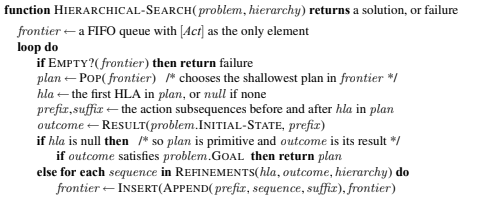 function HIERARCHICAL-SEARCH(problem, hierarchy) returns a solution, or failure
frontier ← a FIFO queue with [Act] as the only element
loop do
if EMPTY?(frontier) then return failure
plan ← POP(frontier) /* chooses the shallowest plan in frontier */
hla ← the first HLA in plan, or null if none
prefix,suffix ← the action subsequences before and after hla in plan
outcome ← RESULT(problem.INITIAL-STATE, prefix)
if hla is null then /* so plan is primitive and outcome is its result */
if outcome satisfies problem.GOAL then return plan
else for each sequence in REFINEMENTS(hla, outcome, hierarchy) do
frontier ← INSERT(APPEND(prefix, sequence, suffix), frontier)